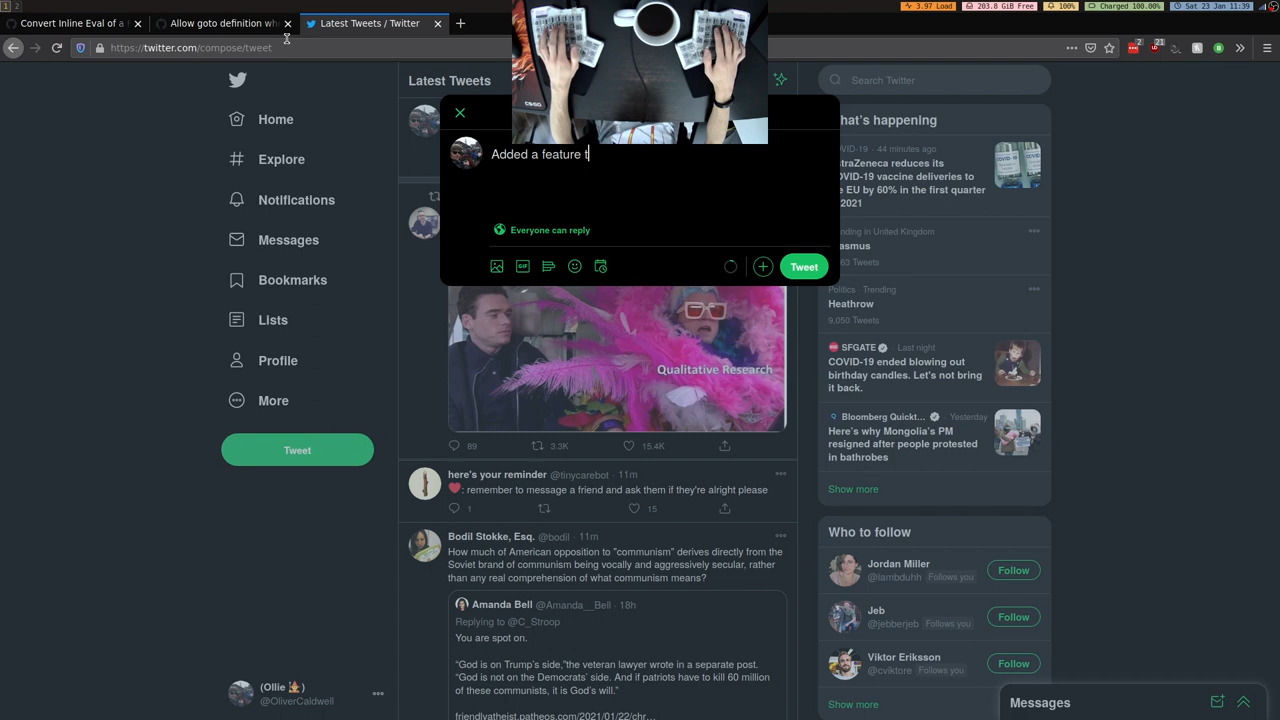 1 2
3.97 Load
203.8 GiB Free
100%
Charged 100.00%
Sat 23 Jan 11:39
Convert Inline Eval of a
Allow goto definition wh
Latest Tweets / Twitter
https://twitter.com/compose/tweet
2
21
Latest Tweets
Search Twitter
Home
Explore
Notifications
Messages
Bookmarks
Lists
Profile
More
Tweet
(Ollie)
@OliverCaldwell
Added a feature t
Everyone can reply
GIF
Tweet
Qualitative Research
89
3.3K
15.4K
here's your reminder @tinycarebot · 11m
: remember to message a friend and ask them if they're alright please
1
15
Bodil Stokke, Esq. @bodil · 11m
How much of American opposition to "communism" derives directly from the
Soviet brand of communism being vocally and aggressively secular, rather
than any real comprehension of what communism means?
Amanda Bell @Amanda__Bell · 18h
Replying to @C_Stroop
You are spot on.
“God is on Trump’s side,”the veteran lawyer wrote in a separate post.
“God is not on the Democrats’ side. And if patriots have to kill 60 million
of these communists, it is God’s will.”
friendlyatheist.patheos.com/2021/01/22/chr…
hat’s happening
VID-19 · 44 minutes ago
straZeneca reduces its
OVID-19 vaccine deliveries to
e EU by 60% in the first quarter
2021
nding in United Kingdom
asmus
63 Tweets
Politics · Trending
Heathrow
9,050 Tweets
SFGATE · Last night
COVID-19 ended blowing out
birthday candles. Let's not bring
it back.
Bloomberg Quickt… · Yesterday
Here’s why Mongolia’s PM
resigned after people protested
in bathrobes
Show more
Who to follow
Jordan Miller
@lambduhh Follows you
Follow
Jeb
@jebberjeb Follows you
Follow
Viktor Eriksson
@cviktore Follows you
Follow
Show more
Messages